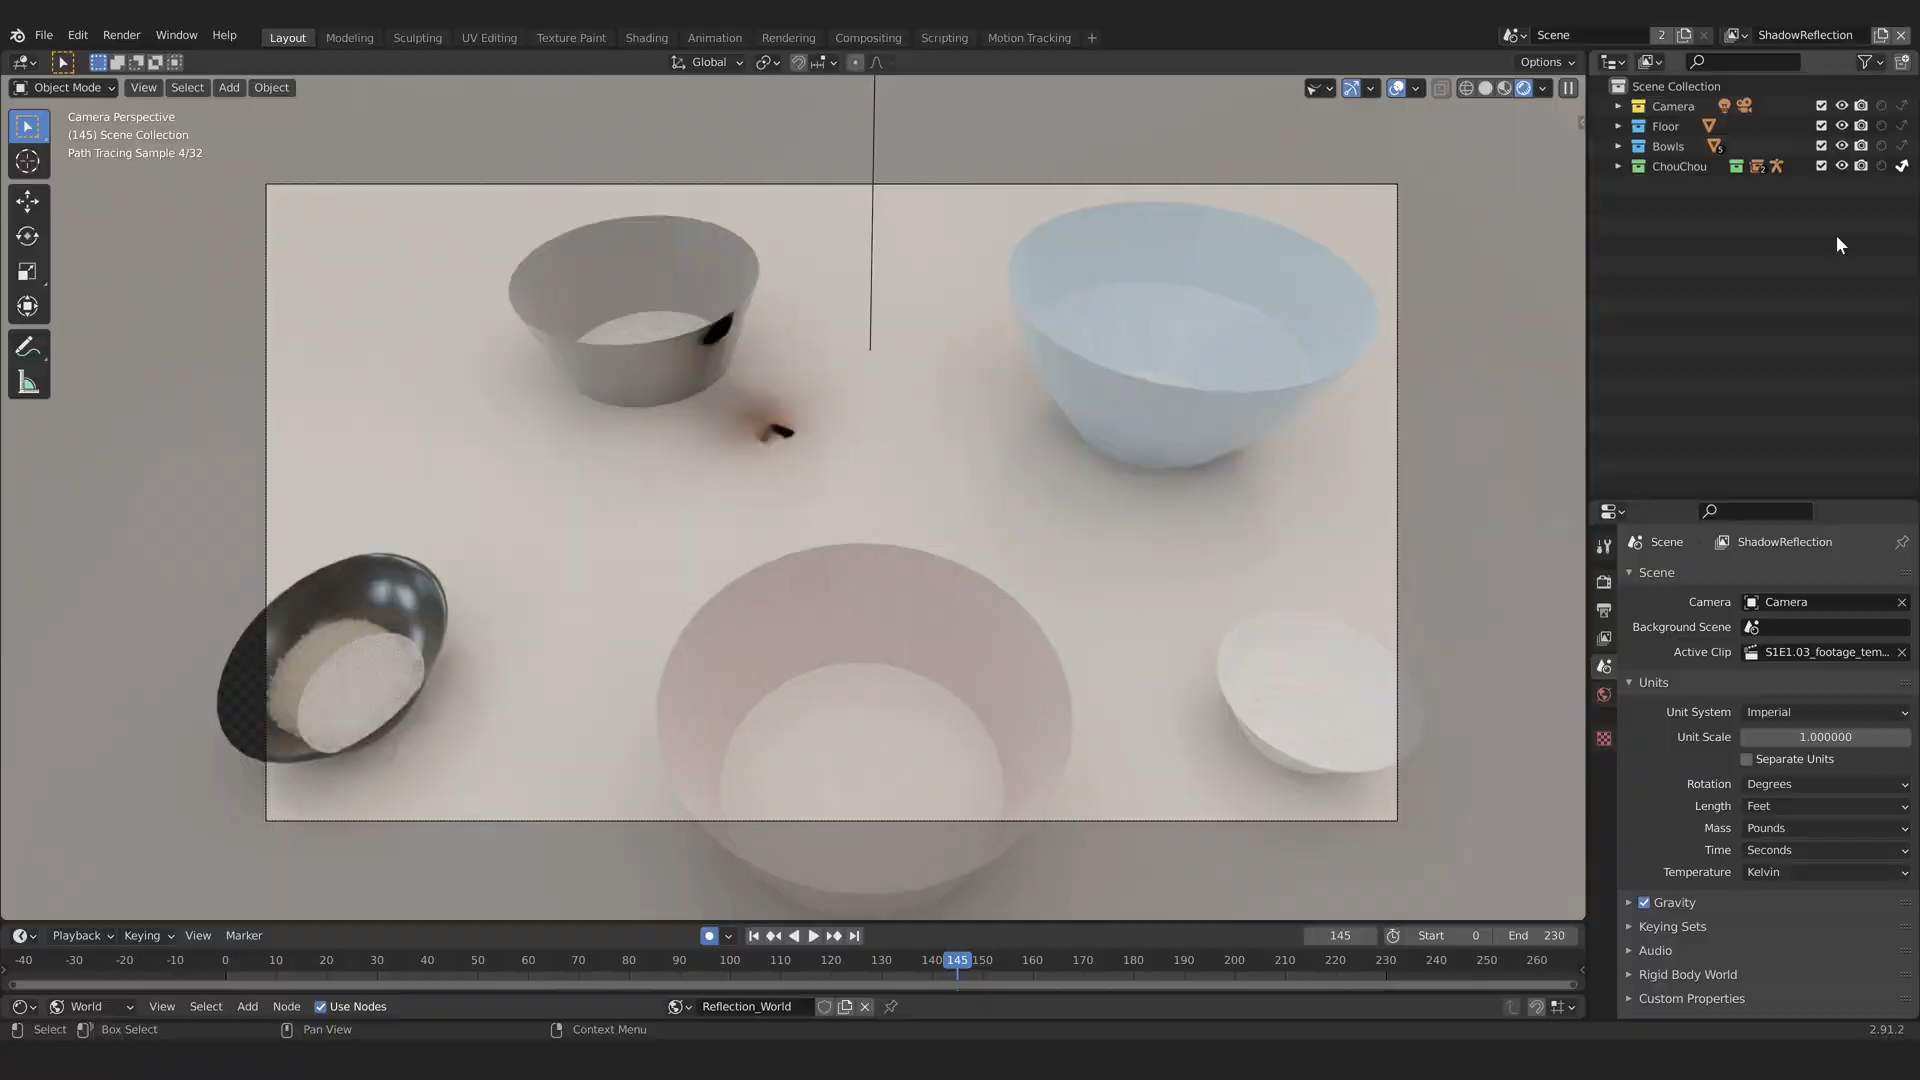 File Edit Render Window Help Layout Modeling Sculpting UV Editing Texture Paint Shading Animation Rendering Compositing Scripting Motion Tracking + Scene 2 ShadowReflection
Global Options
Object Mode View Select Add Object
Camera Perspective
(145) Scene Collection
Path Tracing Sample 4/32
Scene Collection
Camera
Floor
Bowls 5
ChouChou 2
Scene ShadowReflection
Scene
Camera Camera
Background Scene
Active Clip S1E1.03_footage_tem...
Units
Unit System Imperial
Unit Scale 1.000000
Separate Units
Rotation Degrees
Length Feet
Mass Pounds
Time Seconds
Temperature Kelvin
Gravity
Keying Sets
Audio
Rigid Body World
Custom Properties
Playback Keying View Marker 145 Start 0 End 230
-40 -30 -20 -10 0 10 20 30 40 50 60 70 80 90 100 110 120 130 140 145 150 160 170 180 190 200 210 220 230 240 250 260
World View Select Add Node Use Nodes Reflection_World
Select Box Select Pan View Context Menu 2.91.2